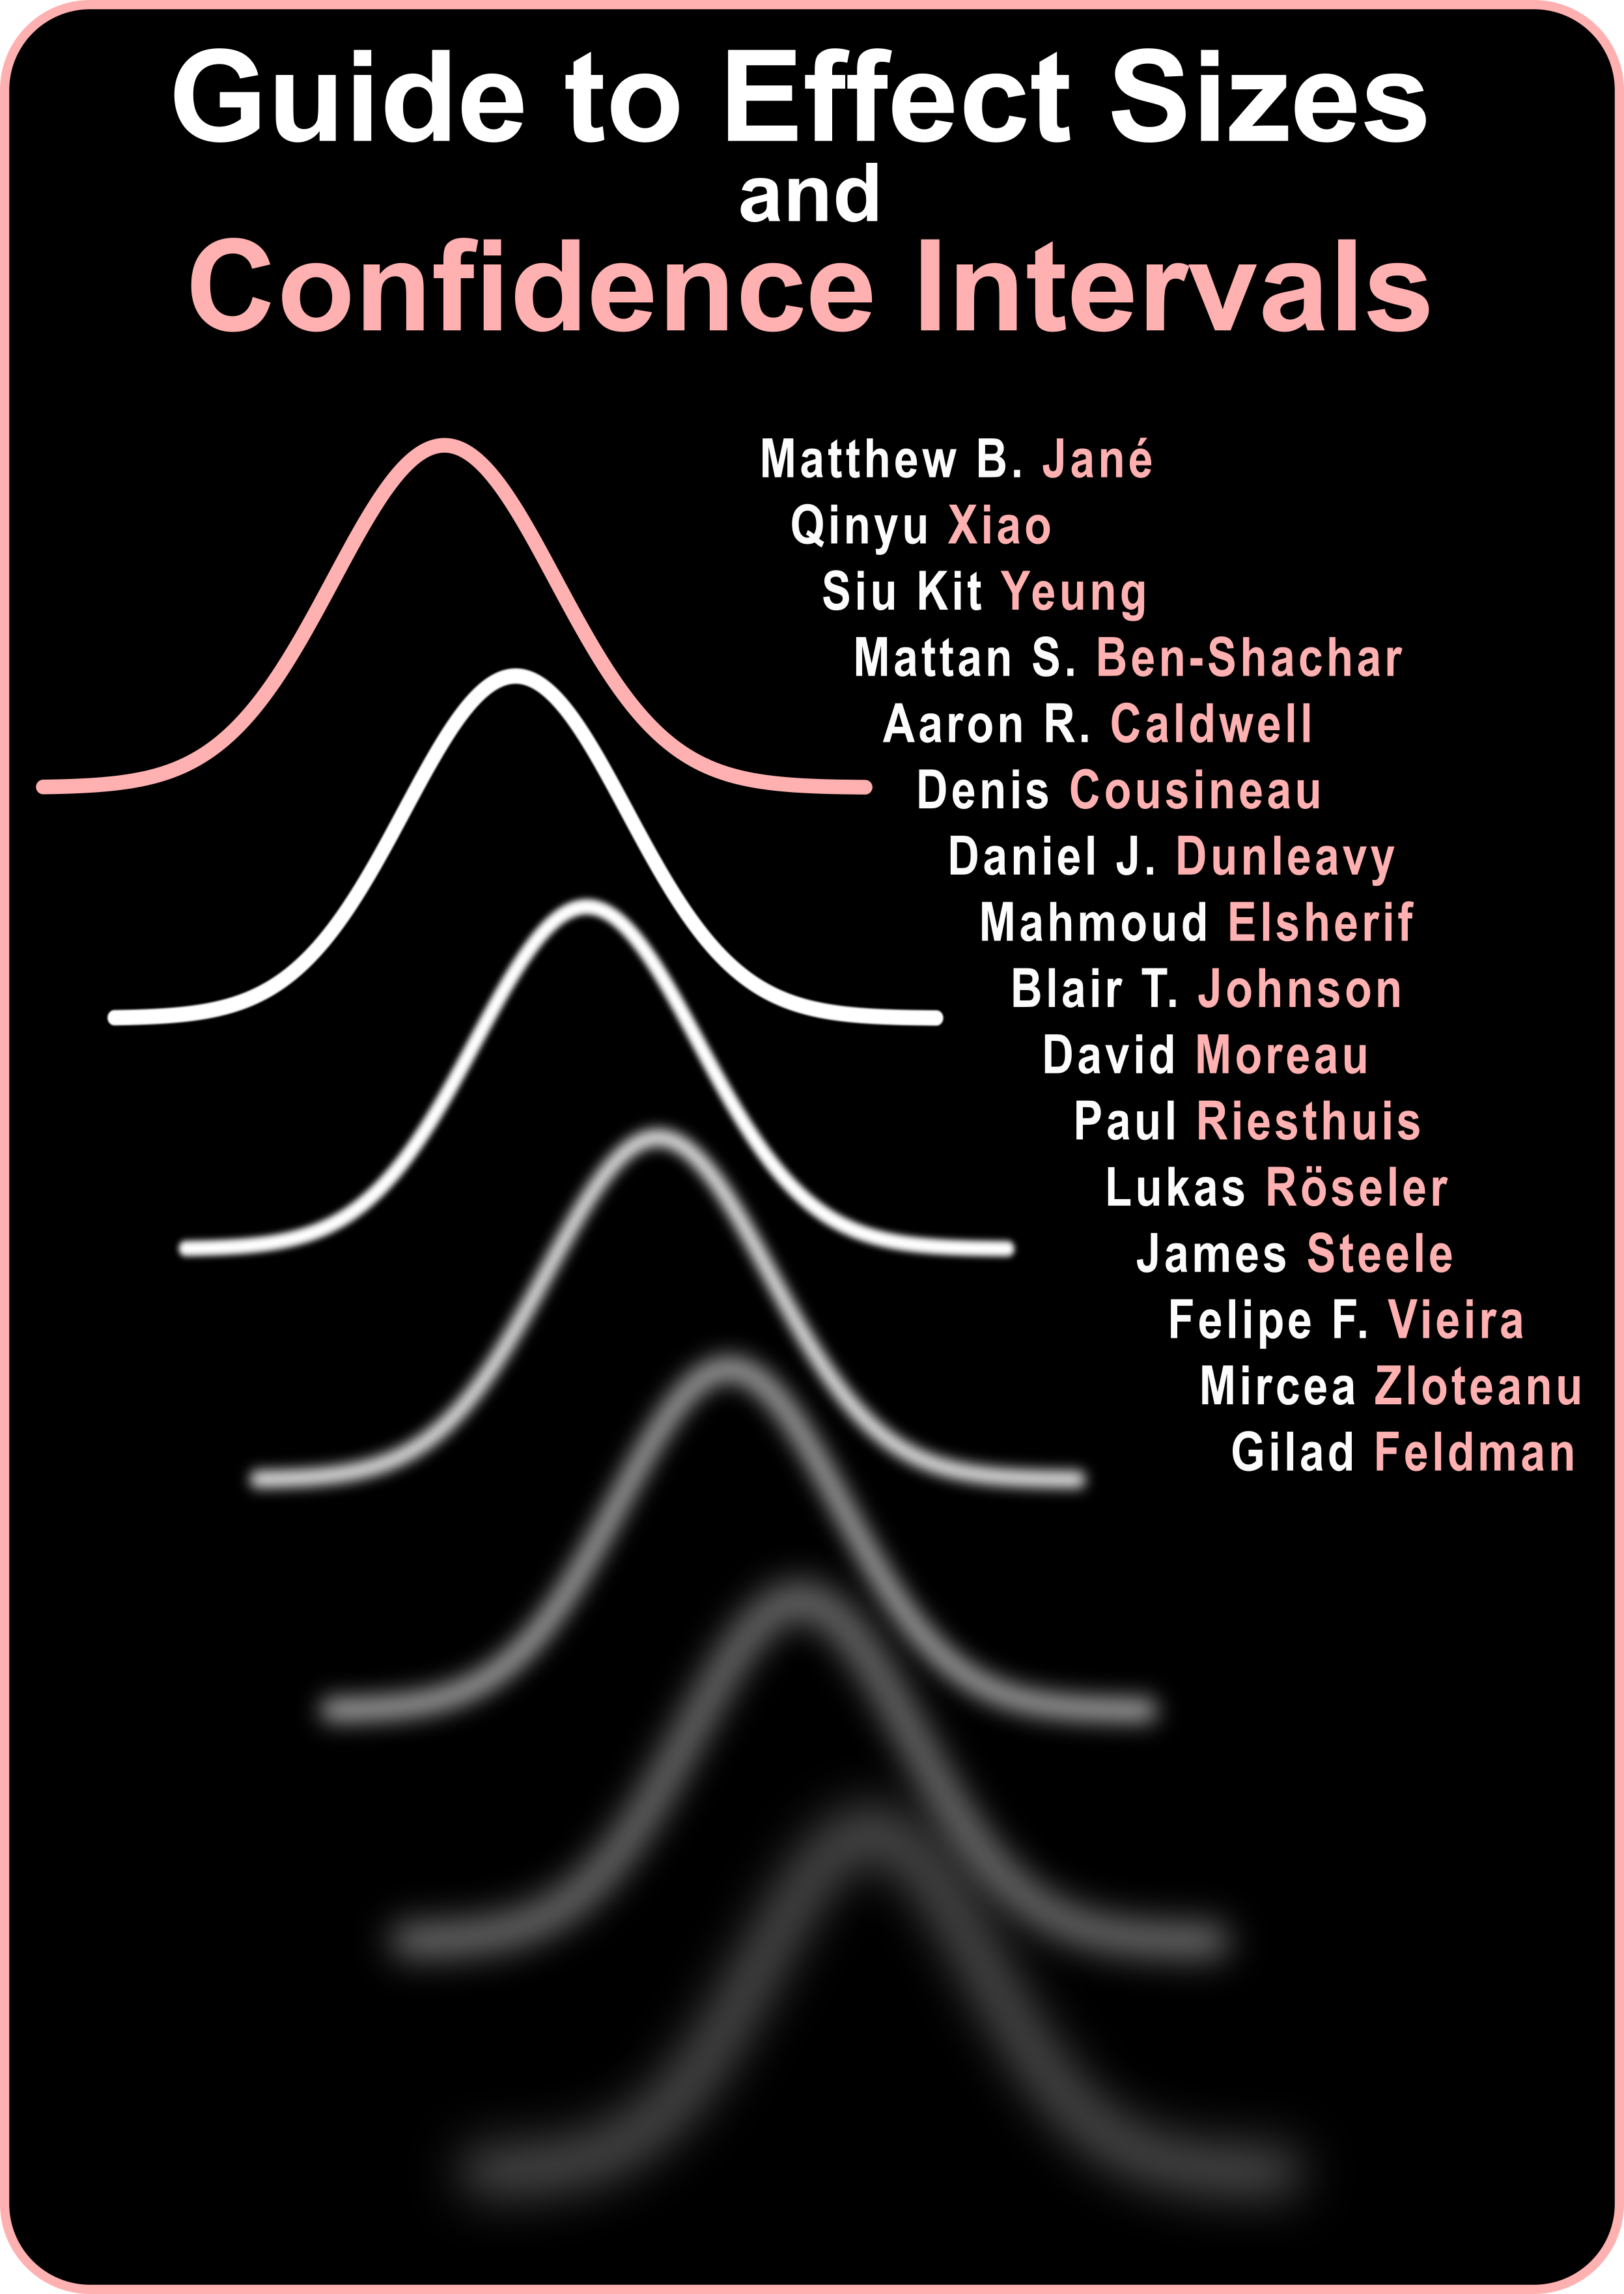 Guide to Effect Sizes
and
Confidence Intervals
Matthew B. Jané
Qinyu Xiao
Siu Kit Yeung
Mattan S. Ben-Shachar
Aaron R. Caldwell
Denis Cousineau
Daniel J. Dunleavy
Mahmoud Elsherif
Blair T. Johnson
David Moreau
Paul Riesthuis
Lukas Röseler
James Steele
Felipe F. Vieira
Mircea Zloteanu
Gilad Feldman